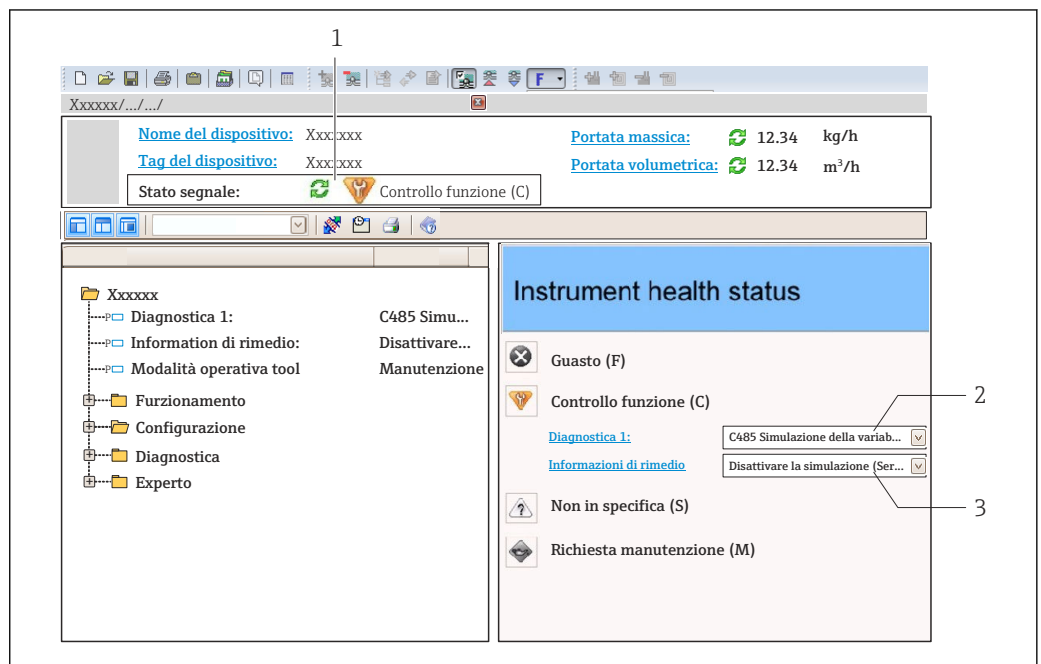 1
F
Xxxxxx/.../.../
Nome del dispositivo: Xxxxxxx
Portata massica: 12.34 kg/h
Tag del dispositivo: Xxxxxxx
Portata volumetrica: 12.34 m³/h
Stato segnale: Controllo funzione (C)
Xxxxxx
Diagnostica 1: C485 Simu...
Information di rimedio: Disattivare...
Modalità operativa tool Manutenzione
Furzionamento
Configurazione
Diagnostica
Experto
Instrument health status
Guasto (F)
Controllo funzione (C)
2
Diagnostica 1: C485 Simulazione della variab...
Informazioni di rimedio Disattivare la simulazione (Ser...
Non in specifica (S)
3
Richiesta manutenzione (M)